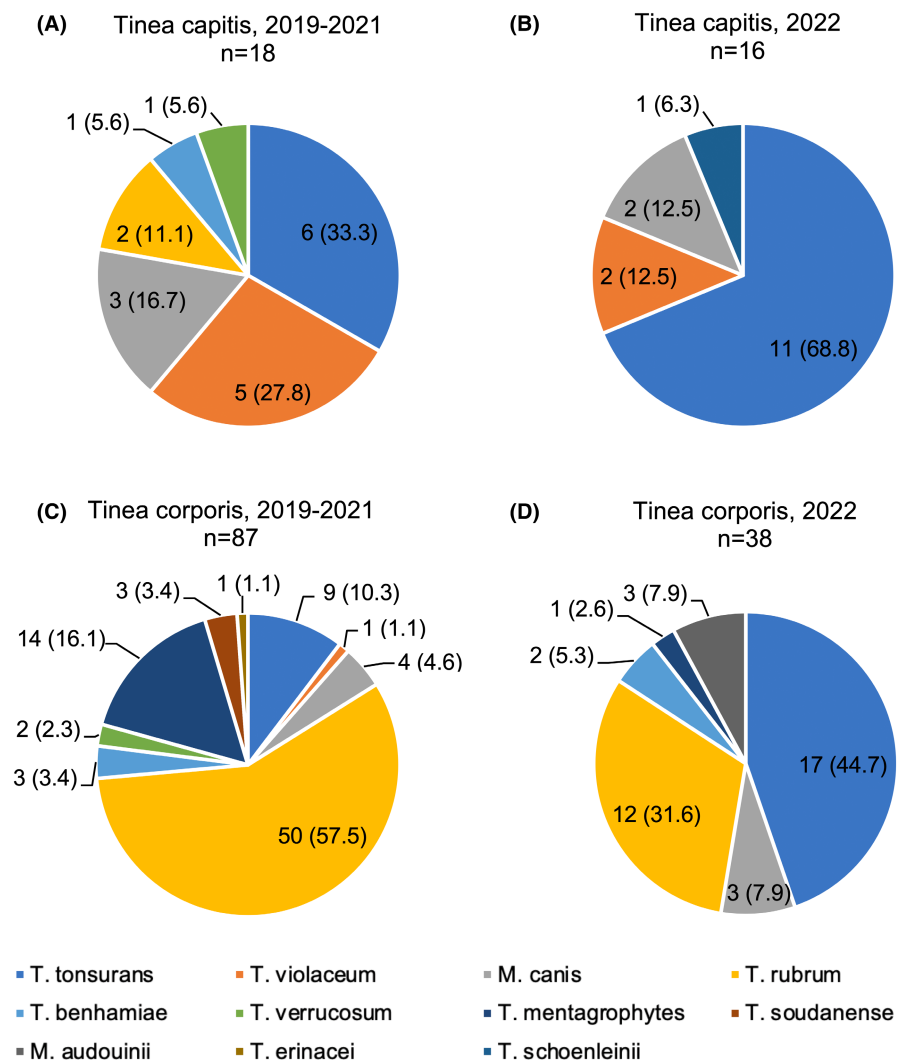 (A) Tinea capitis, 2019-2021
n=18
1 (5.6)
1 (5.6)
2 (11.1)
6 (33.3)
3 (16.7)
5 (27.8)
(B) Tinea capitis, 2022
n=16
1 (6.3)
2 (12.5)
2 (12.5)
11 (68.8)
(C) Tinea corporis, 2019-2021
n=87
3 (3.4)
1 (1.1)
9 (10.3)
14 (16.1)
1 (1.1)
4 (4.6)
2 (2.3)
3 (3.4)
50 (57.5)
(D) Tinea corporis, 2022
n=38
3 (7.9)
1 (2.6)
2 (5.3)
17 (44.7)
12 (31.6)
3 (7.9)
T. tonsurans T. violaceum M. canis T. rubrum
T. benhamiae T. verrucosum T. mentagrophytes T. soudanense
M. audouinii T. erinacei T. schoenleinii